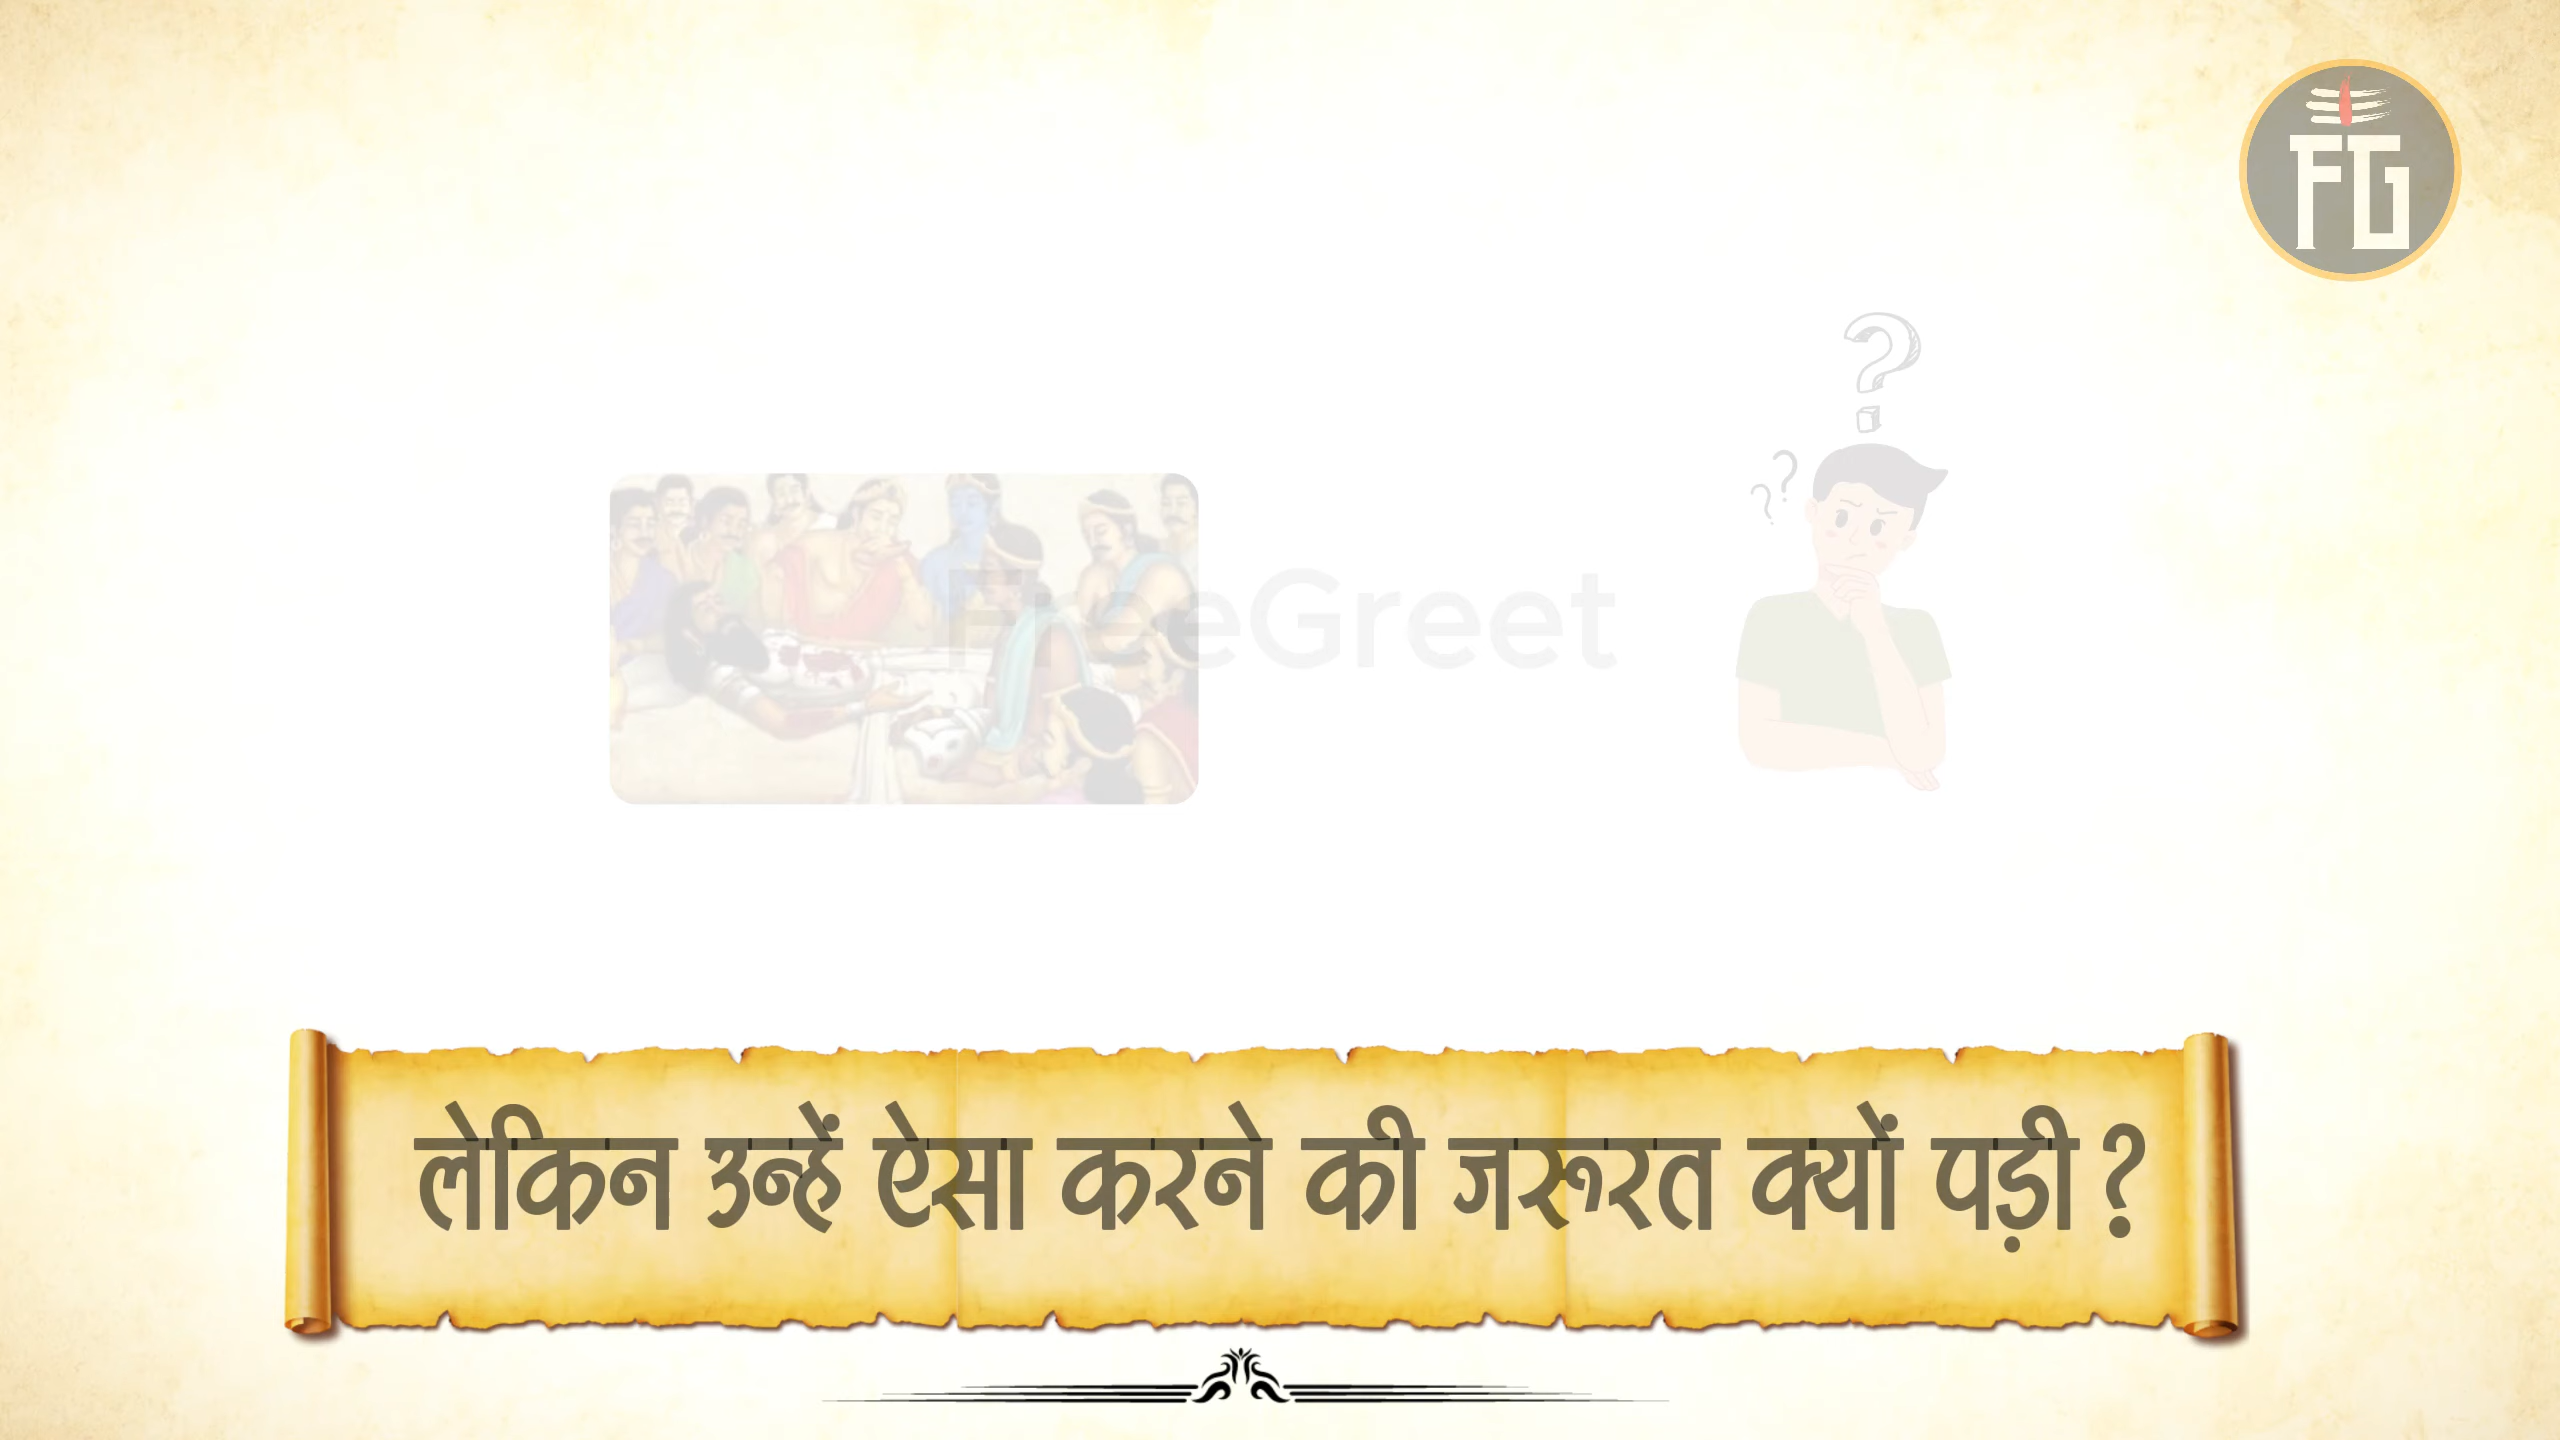 FG
FreeGreet
लेकिन उन्हें ऐसा करने की जरूरत क्यों पड़ी ?